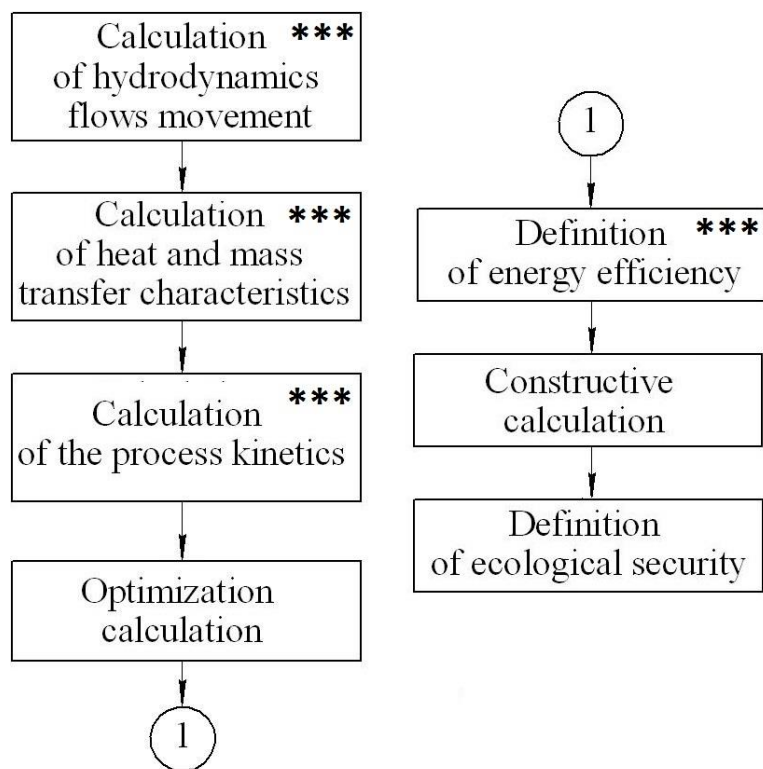 Calculation ***
of hydrodynamics
flows movement
Calculation ***
of heat and mass
transfer characteristics
Calculation ***
of the process kinetics
Optimization
calculation
1
1
Definition ***
of energy efficiency
Constructive
calculation
Definition
of ecological security